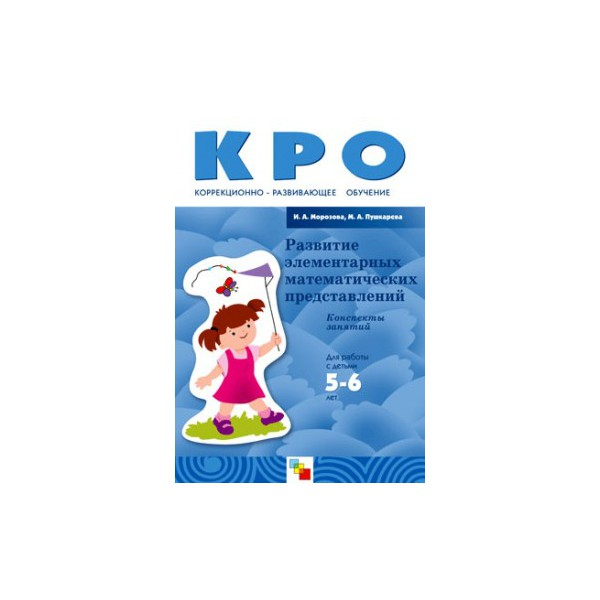 КРО
КОРРЕКЦИОННО - РАЗВИВАЮЩЕЕ ОБУЧЕНИЕ
И. А. Морозова, М. А. Пушкарева
Развитие
элементарных
математических
представлений
Конспекты
занятий
Для работы
с детьми
5-6
лет